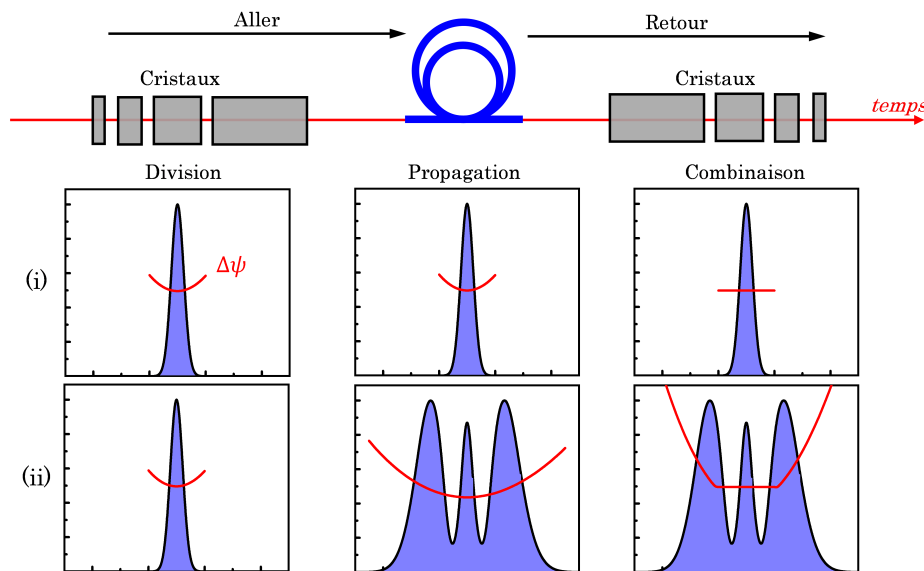 Aller
Retour
Cristaux
Cristaux
temps
Division
Propagation
Combinaison
(i)
Δψ
(ii)